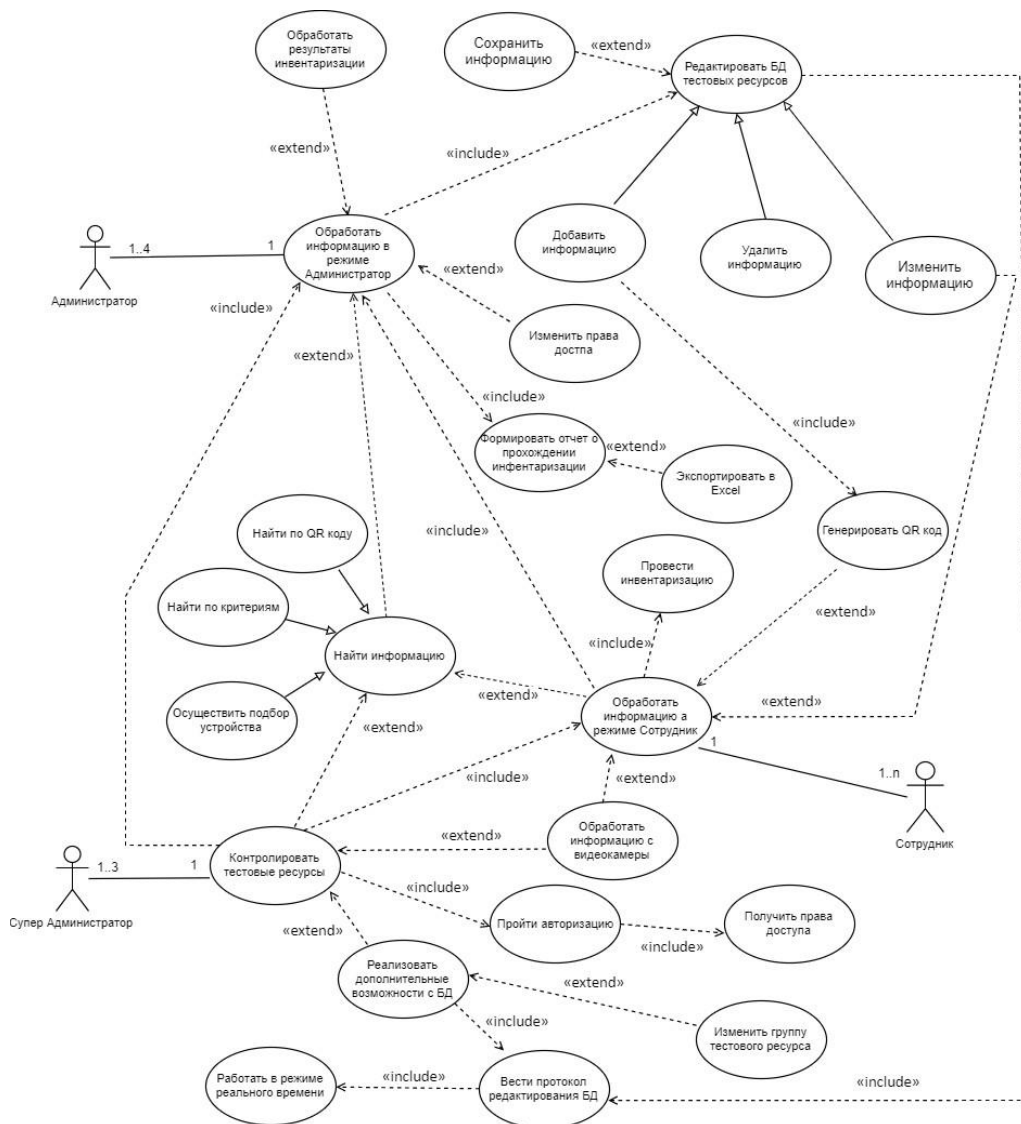 Обработать
результаты
инвентаризации
Сохранить
информацию
«extend»
Редактировать БД
тестовых ресурсов
«extend»
«include»
1..4
1
Обработать
информацию в
режиме
Администратор
Администратор
Добавить
информацию
Удалить
информацию
Изменить
информацию
«extend»
«include»
«extend»
Изменить права
достпа
«include»
«include»
Формировать отчет о
прохождении
инфентаризации
«extend»
Экспортировать в
Excel
Генерировать QR код
«include»
Найти по QR коду
Провести
инвентаризацию
Найти по критериям
«extend»
«include»
Найти информацию
«extend»
Осуществить подбор
устройства
Обработать
информацию а
режиме Сотрудник
«extend»
«extend»
1
1..n
Сотрудник
«include»
«extend»
Обработать
информацию с
видеокамеры
«extend»
1..3
1
Контролировать
тестовые ресурсы
Супер Администратор
«include»
Пройти авторизацию
«include»
Получить права
доступа
«extend»
Реализовать
дополнительные
возможности с БД
«extend»
Изменить группу
тестового ресурса
«include»
Работать в режиме
реального времени
«include»
Вести протокол
редактирования БД
«include»